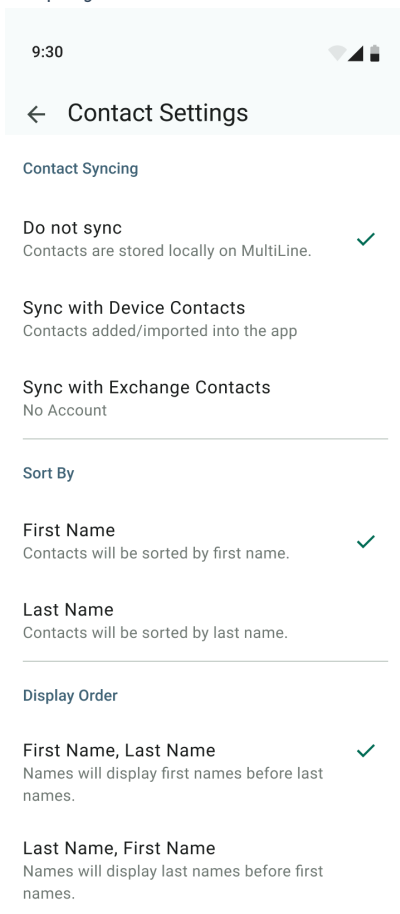 9:30
Contact Settings
Contact Syncing
Do not sync
Contacts are stored locally on MultiLine.
Sync with Device Contacts
Contacts added/imported into the app
Sync with Exchange Contacts
No Account
Sort By
First Name
Contacts will be sorted by first name.
Last Name
Contacts will be sorted by last name.
Display Order
First Name, Last Name
Names will display first names before last
names.
Last Name, First Name
Names will display last names before first
names.